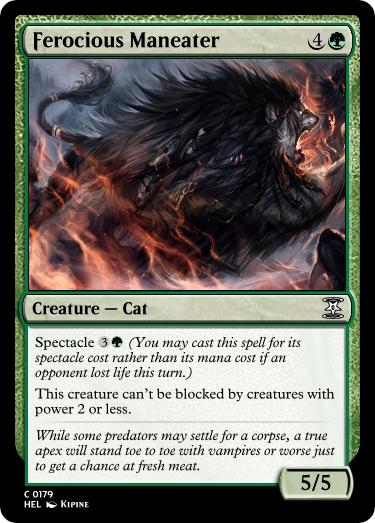 Ferocious Maneater 4
Creature — Cat
Spectacle 3 (You may cast this spell for its
spectacle cost rather than its mana cost if an
opponent lost life this turn.)
This creature can't be blocked by creatures with
power 2 or less.
While some predators may settle for a corpse, a true
apex will stand toe to toe with vampires or worse just
to get a chance at fresh meat.
5/5
C 0179
HEL Kipine